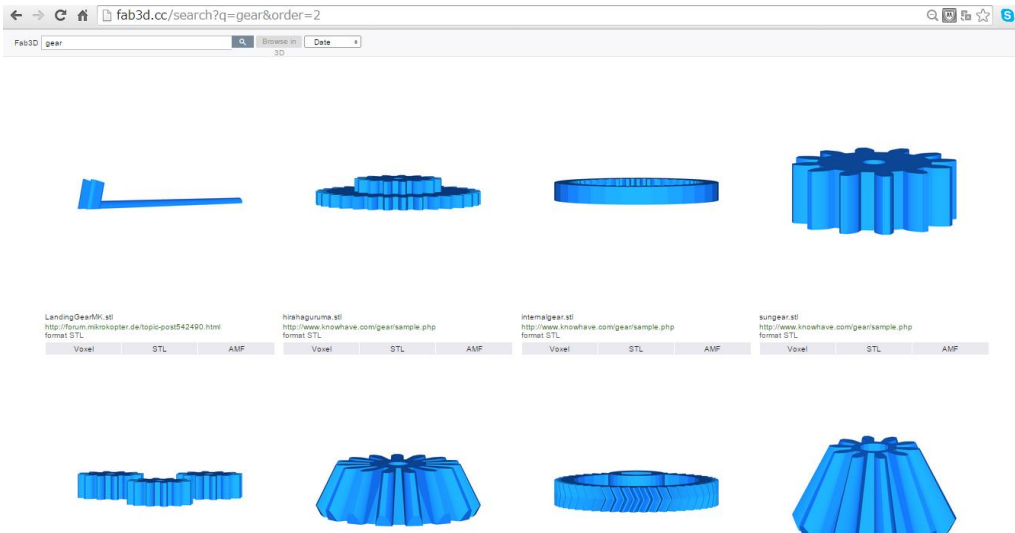 fab3d.cc/search?q=gear&order=2
Fab3D gear Browse in 3D Date
LandingGearMK.stl
http://forum.mikrokopter.de/topic-post542490.html
format STL
Voxel STL AMF
hirahaguruma.stl
http://www.knowhave.com/gear/sample.php
format STL
Voxel STL AMF
internalgear.stl
http://www.knowhave.com/gear/sample.php
format STL
Voxel STL AMF
sungear.stl
http://www.knowhave.com/gear/sample.php
format STL
Voxel STL AMF